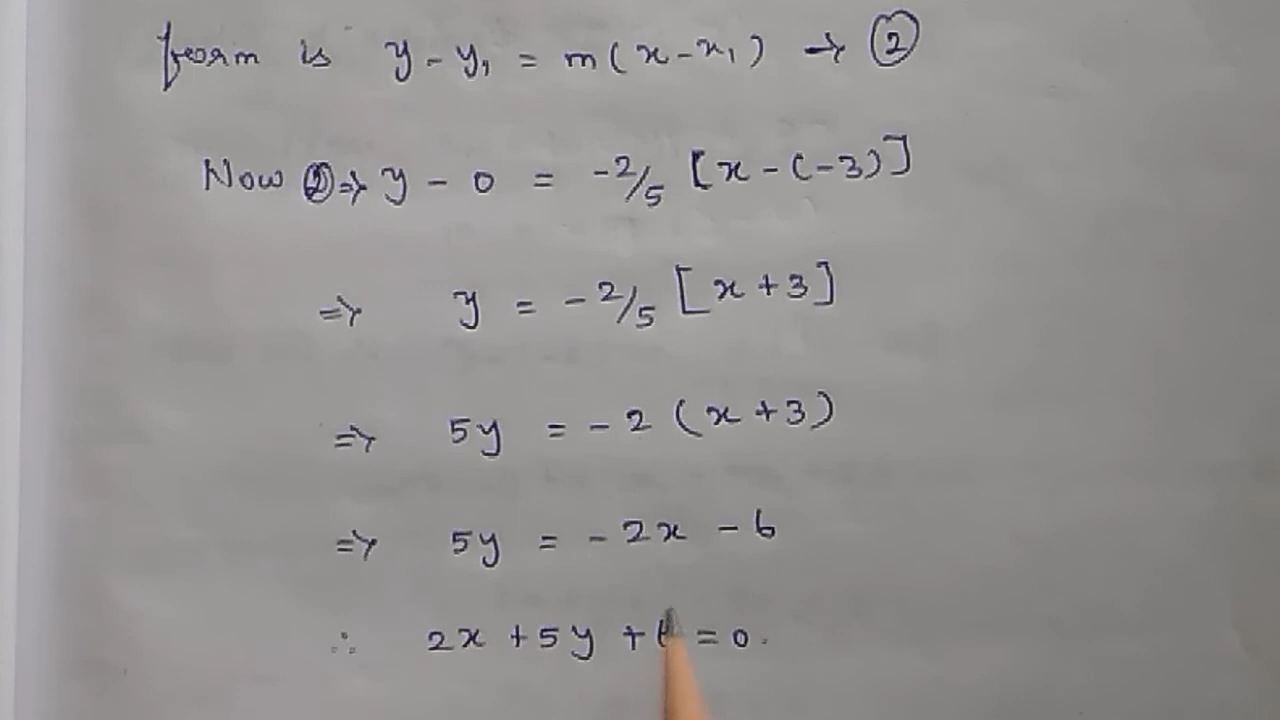 form is y - y₁ = m(x - x₁) → ②
Now ②⇒ y - 0 = -2/5 [x - (-3)]
⇒ y = -2/5 [x + 3]
⇒ 5y = -2 (x + 3)
⇒ 5y = -2x - 6
∴ 2x + 5y + = 0.